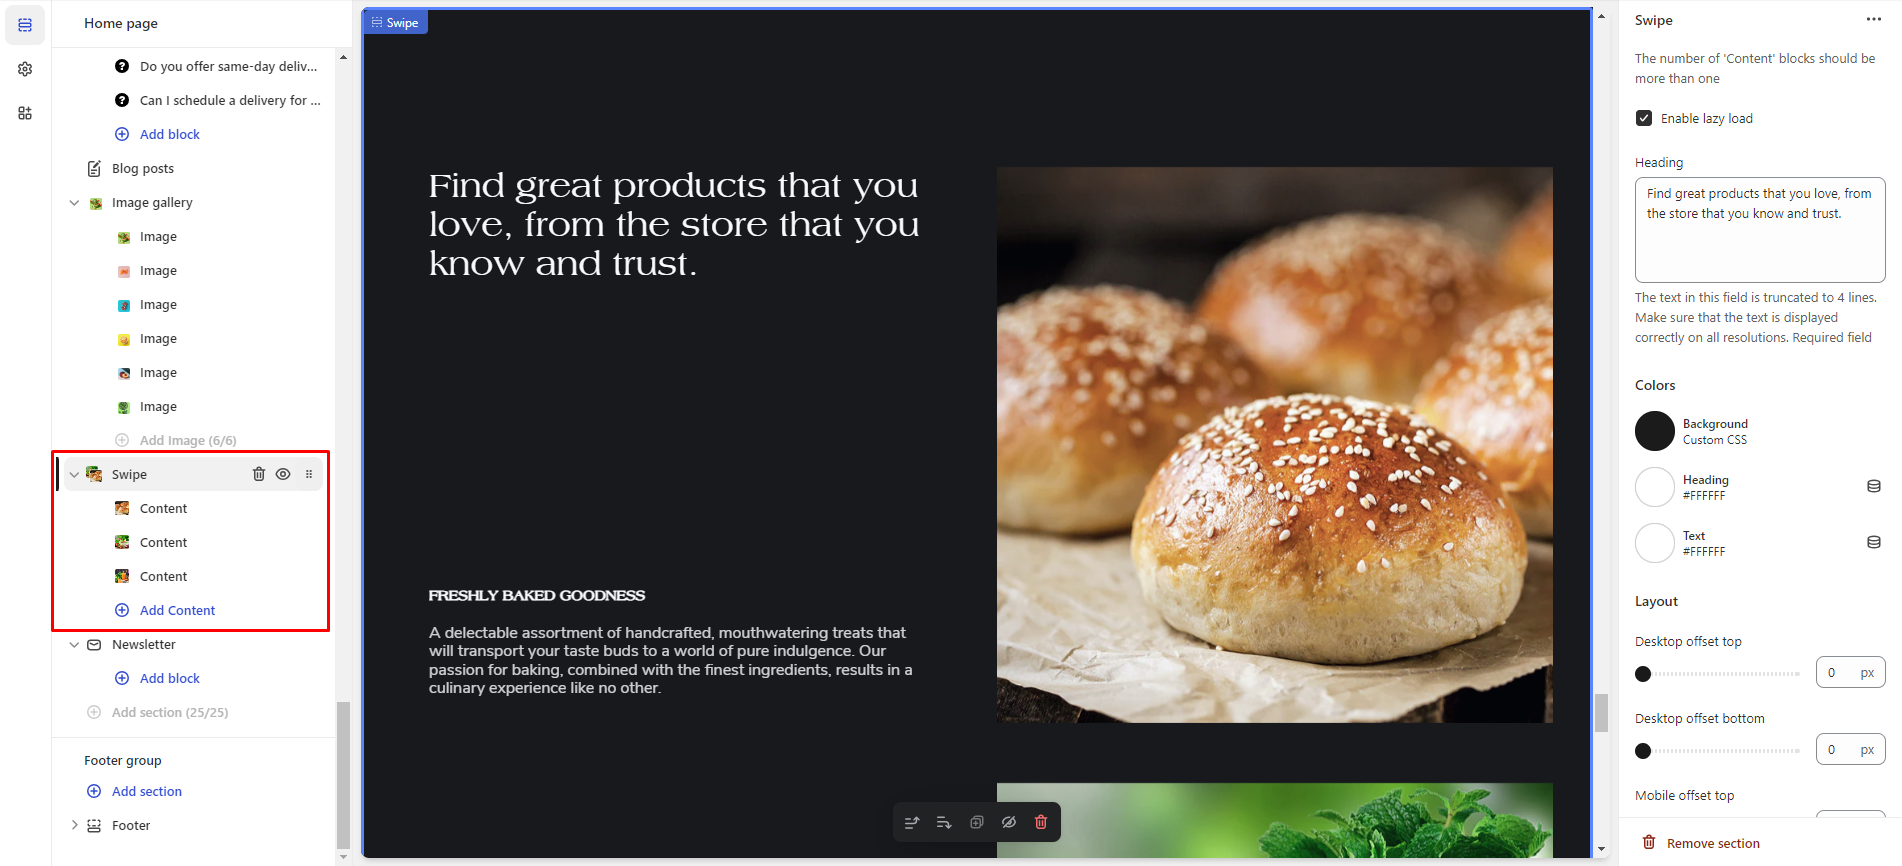 Home page
Do you offer same-day deliv...
Can I schedule a delivery for ...
Add block
Blog posts
Image gallery
Image
Image
Image
Image
Image
Image
Add Image (6/6)
Swipe
Content
Content
Content
Add Content
Newsletter
Add block
Add section (25/25)
Footer group
Add section
Footer
Swipe
Find great products that you
love, from the store that you
know and trust.
FRESHLY BAKED GOODNESS
A delectable assortment of handcrafted, mouthwatering treats that
will transport your taste buds to a world of pure indulgence. Our
passion for baking, combined with the finest ingredients, results in a
culinary experience like no other.
Swipe
The number of 'Content' blocks should be
more than one
Enable lazy load
Heading
Find great products that you love, from
the store that you know and trust.
The text in this field is truncated to 4 lines.
Make sure that the text is displayed
correctly on all resolutions. Required field
Colors
Background
Custom CSS
Heading
#FFFFFF
Text
#FFFFFF
Layout
Desktop offset top
0 px
Desktop offset bottom
0 px
Mobile offset top
Remove section